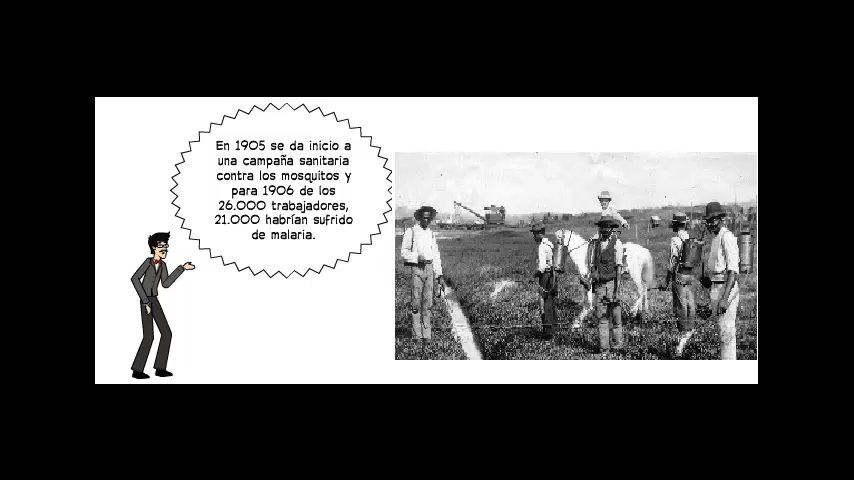 En 1905 se da inicio a
una campaña sanitaria
contra los mosquitos y
para 1906 de los
26.000 trabajadores,
21.000 habrían sufrido
de malaria.